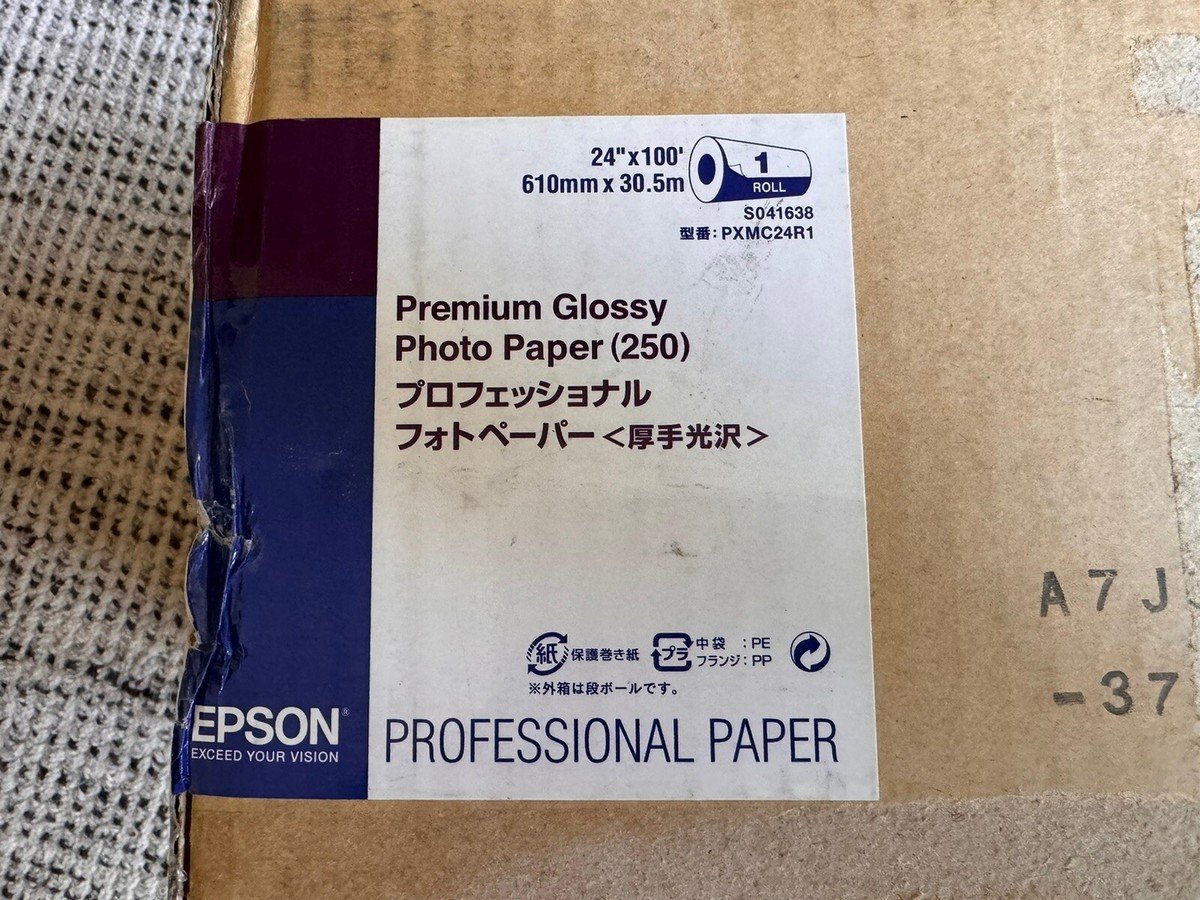 24"x100'
610mm x 30.5m
1
ROLL
S041638
型番: PXMC24R1
Premium Glossy
Photo Paper (250)
プロフェッショナル
フォトペーパー<厚手光沢>
紙 保護巻き紙
プラ 中袋 : PE
フランジ: PP
※外箱は段ボールです。
EPSON®
EXCEED YOUR VISION
PROFESSIONAL PAPER
A7J
-37